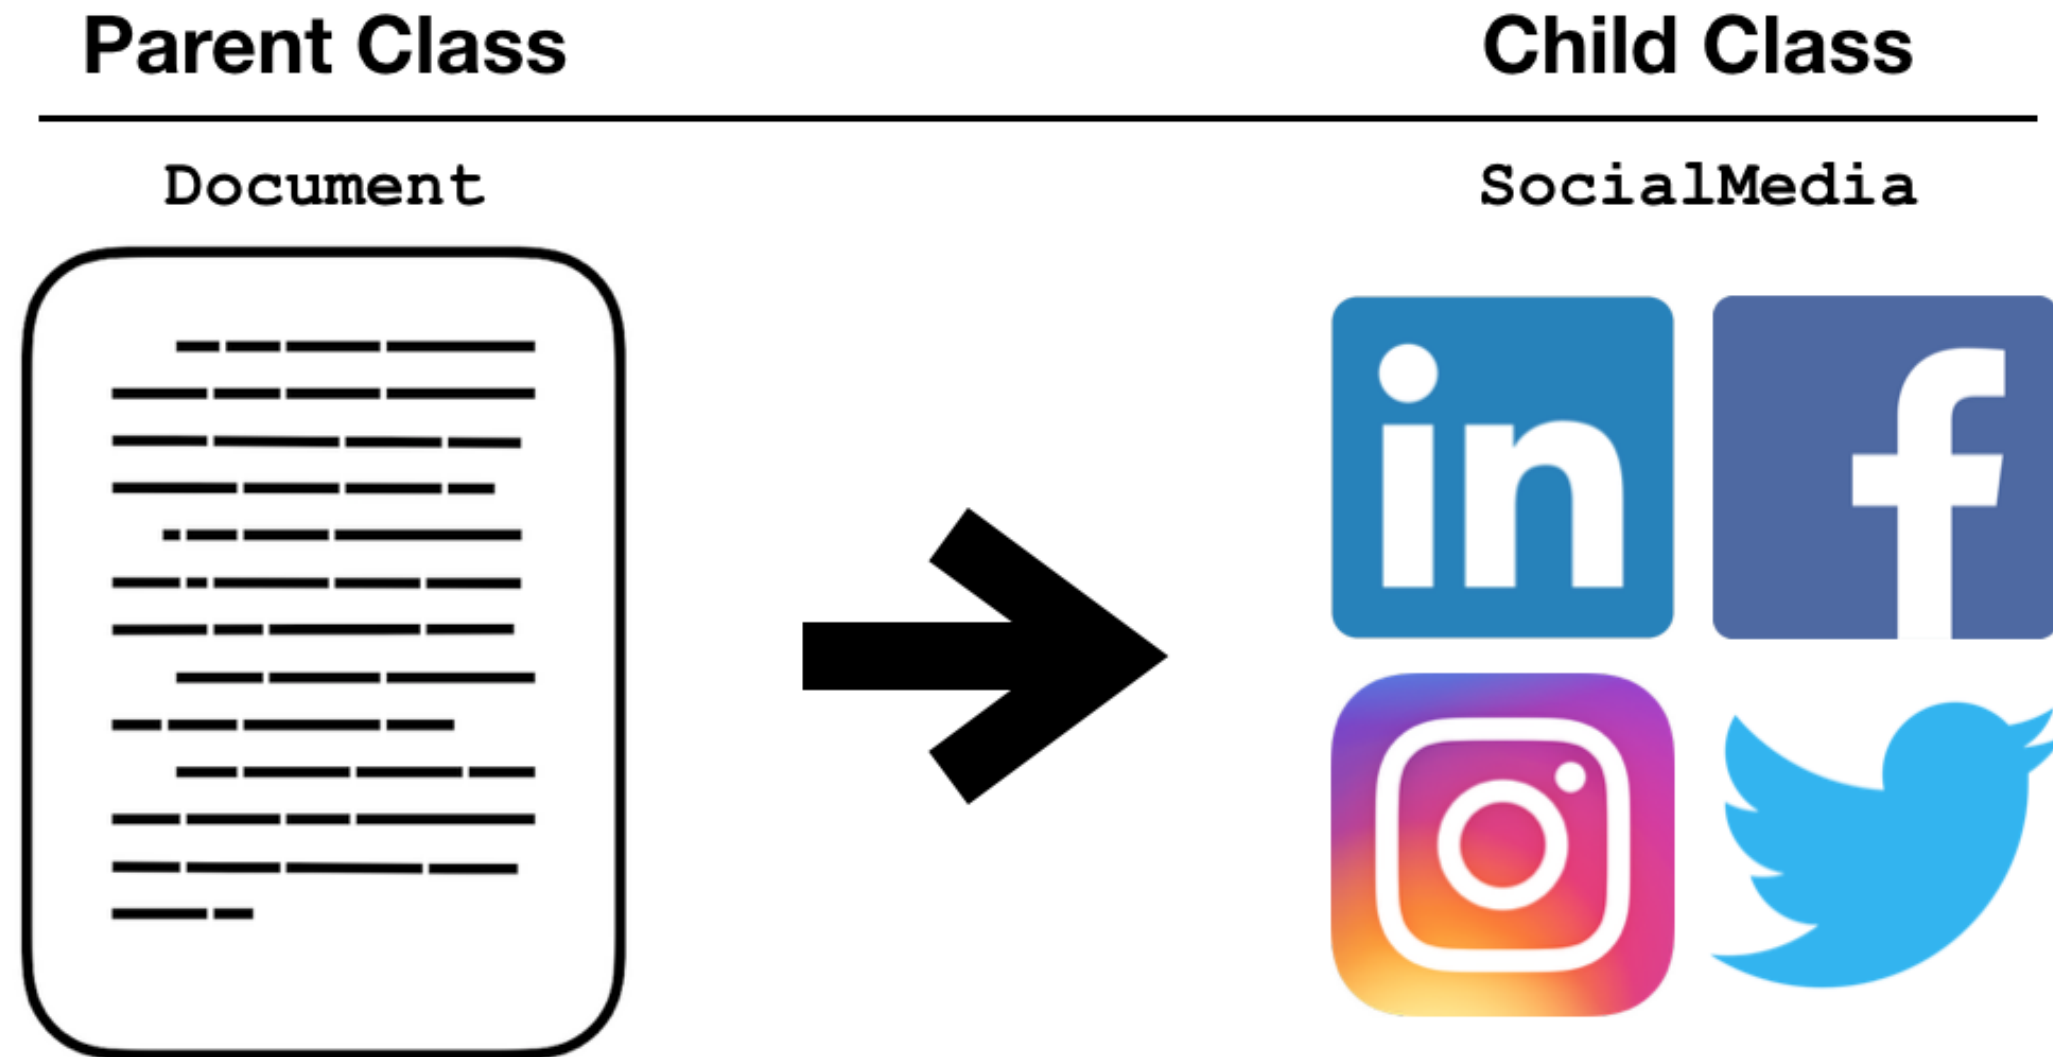 Parent Class
Child Class
Document
SocialMedia
in
f